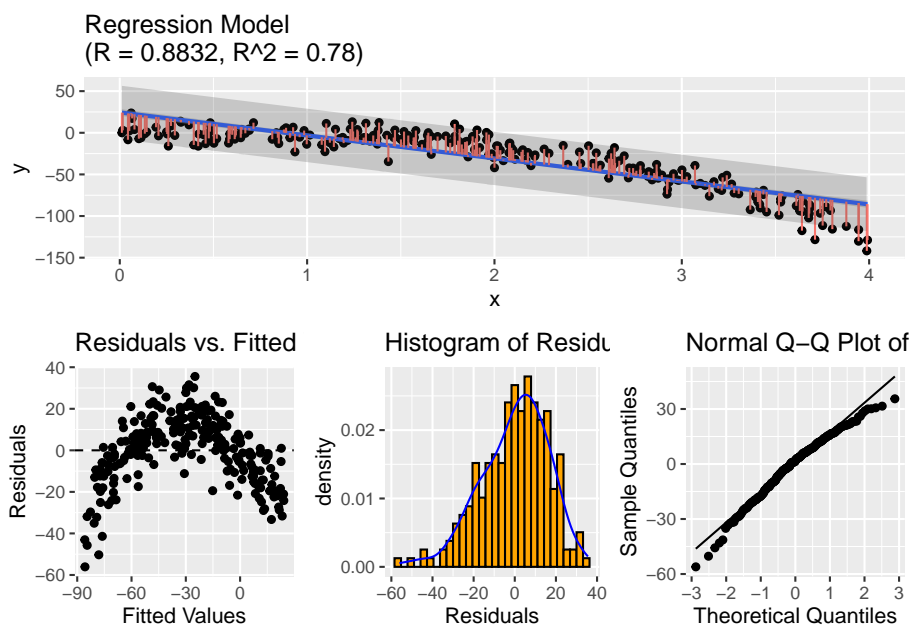 Regression Model
(R = 0.8832, R^2 = 0.78)
50
0
−50
−100
−150
y
0 1 2 3 4
x
Residuals vs. Fitted
40
20
0
−20
−40
−60
Residuals
−90 −60 −30 0
Fitted Values
Histogram of Residu
0.02
0.01
0.00
density
−60 −40 −20 0 20 40
Residuals
Normal Q−Q Plot of
30
0
−30
−60
Sample Quantiles
−3 −2 −1 0 1 2 3
Theoretical Quantiles